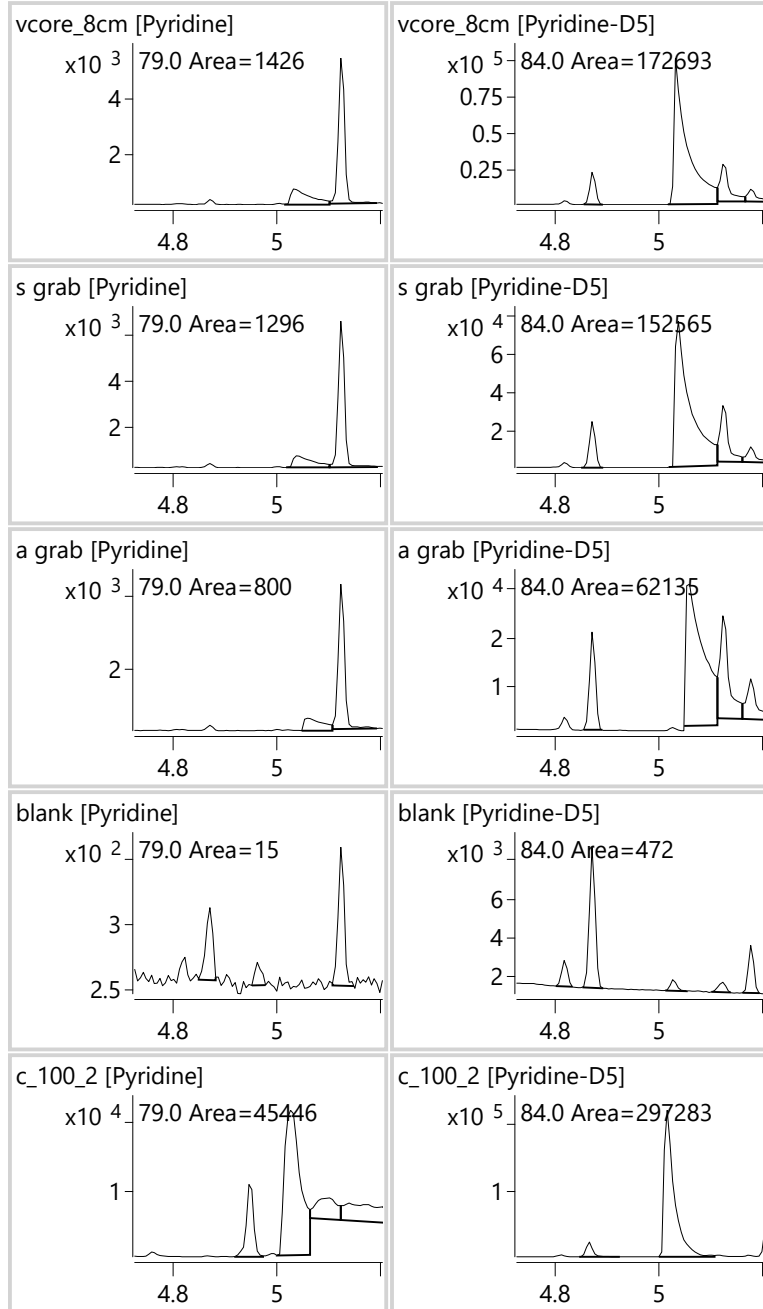 vcore_8cm [Pyridine]
x10 3 79.0 Area=1426
4
2
4.8 5
vcore_8cm [Pyridine-D5]
x10 5 84.0 Area=172693
0.75
0.5
0.25
4.8 5
s grab [Pyridine]
x10 3 79.0 Area=1296
4
2
4.8 5
s grab [Pyridine-D5]
x10 4 84.0 Area=152565
6
4
2
4.8 5
a grab [Pyridine]
x10 3 79.0 Area=800
2
4.8 5
a grab [Pyridine-D5]
x10 4 84.0 Area=62135
2
1
4.8 5
blank [Pyridine]
x10 2 79.0 Area=15
3
2.5
4.8 5
blank [Pyridine-D5]
x10 3 84.0 Area=472
6
4
2
4.8 5
c_100_2 [Pyridine]
x10 4 79.0 Area=45446
1
4.8 5
c_100_2 [Pyridine-D5]
x10 5 84.0 Area=297283
1
4.8 5